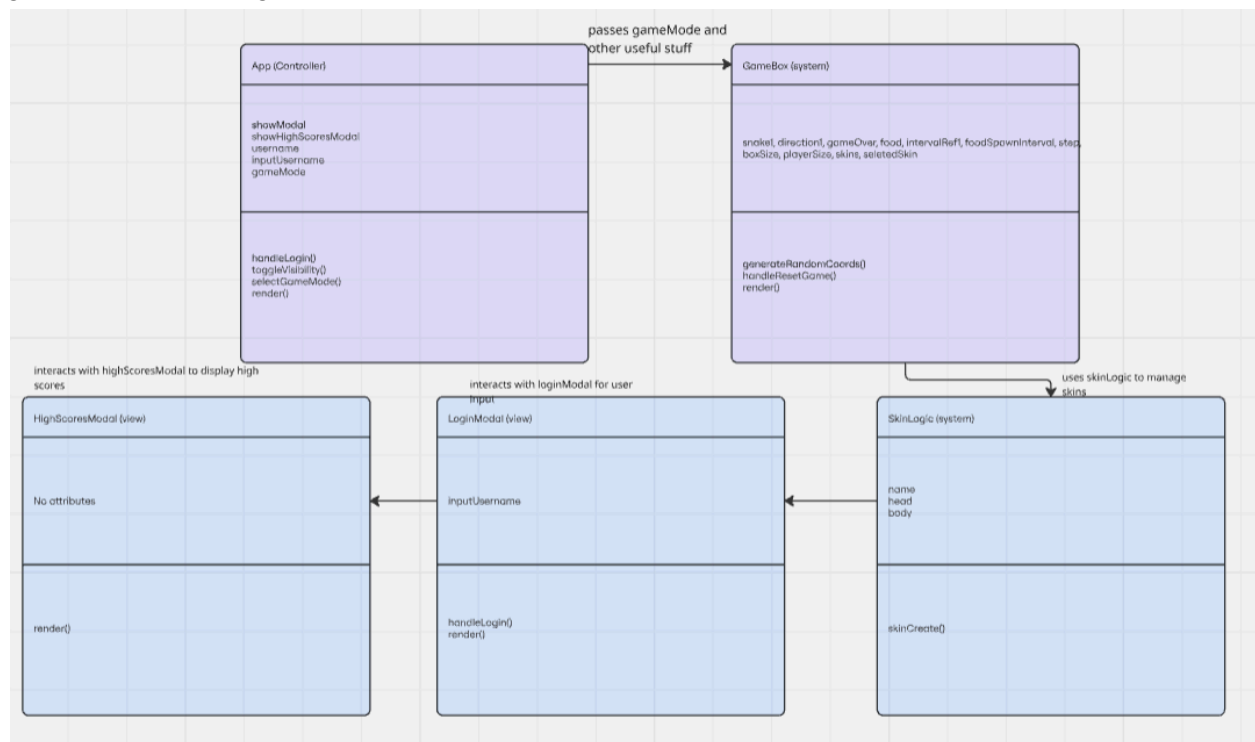 passes gameMode and
other useful stuff
App (Controller)
showModal
showHighScoresModal
username
inputUsername
gameMode
handleLogin()
toggleVisibility()
selectGameMode()
render()
GameBox (system)
snake1, direction1, gameOver, food, intervalRef1, foodSpawnInterval, step,
boxSize, playerSize, skins, seletedSkin
generateRandomCoords()
handleResetGame()
render()
interacts with highScoresModal to display high
scores
HighScoresModal (view)
No attributes
render()
interacts with loginModal for user
input
LoginModal (view)
inputUsername
handleLogin()
render()
uses skinLogic to manage
skins
SkinLogic (system)
name
head
body
skinCreate()